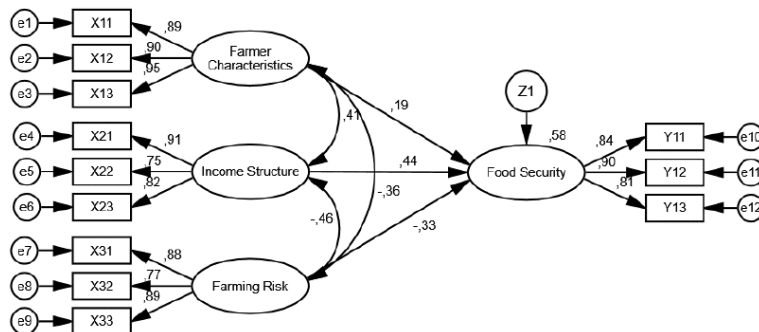 e1
X11
,89
e2
X12
,90
e3
X13
,95
Farmer
Characteristics
e4
X21
,91
e5
X22
,75
e6
X23
,82
Income Structure
e7
X31
,88
e8
X32
,77
e9
X33
,89
Farming Risk
,41
,19
,44
-,36
-,46
-,33
Z1
,58
Food Security
,84
Y11
e10
,90
Y12
e11
,81
Y13
e12